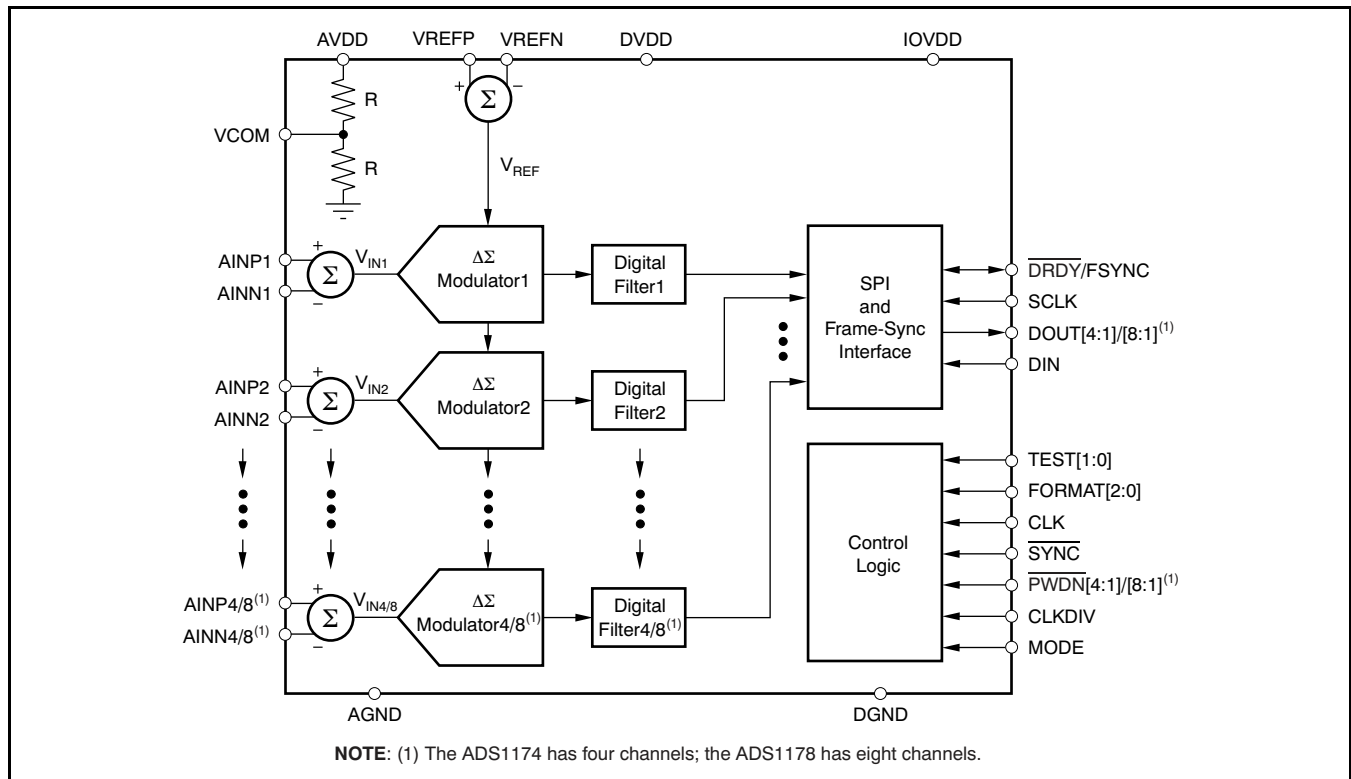 AVDD
VREFP
VREFN
DVDD
IOVDD
R
+
−
Σ
VCOM
R
VREF
AINP1
+
Σ
VIN1
ΔΣ
Modulator1
Digital
Filter1
SPI
and
Frame-Sync
Interface
DRDY/FSYNC
AINN1
−
SCLK
DOUT[4:1]/[8:1](1)
DIN
AINP2
+
Σ
VIN2
ΔΣ
Modulator2
Digital
Filter2
AINN2
−
TEST[1:0]
FORMAT[2:0]
CLK
Control
Logic
SYNC
PWDN[4:1]/[8:1](1)
CLKDIV
MODE
AINP4/8(1)
+
Σ
VIN4/8
ΔΣ
Modulator4/8(1)
Digital
Filter4/8(1)
AINN4/8(1)
−
AGND
DGND
NOTE: (1) The ADS1174 has four channels; the ADS1178 has eight channels.